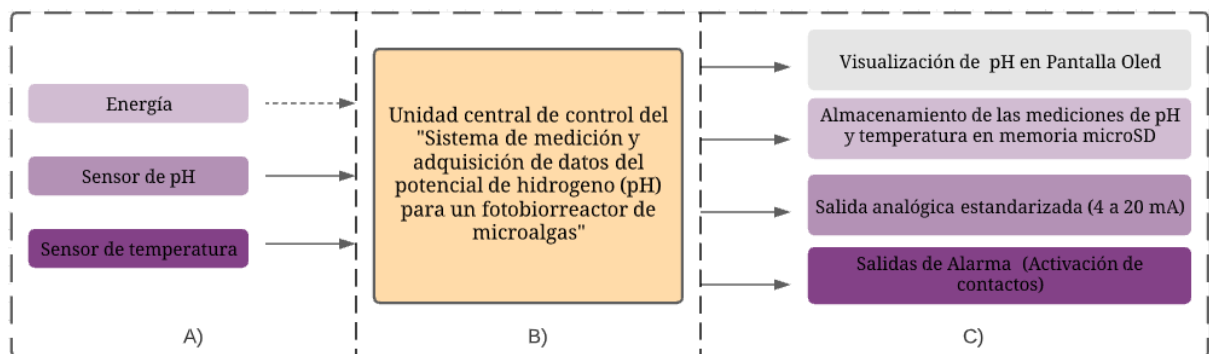 Energía
Sensor de pH
Sensor de temperatura
A)
Unidad central de control del
"Sistema de medición y
adquisición de datos del
potencial de hidrogeno (pH)
para un fotobiorreactor de
microalgas"
B)
Visualización de pH en Pantalla Oled
Almacenamiento de las mediciones de pH
y temperatura en memoria microSD
Salida analógica estandarizada (4 a 20 mA)
Salidas de Alarma (Activación de
contactos)
C)